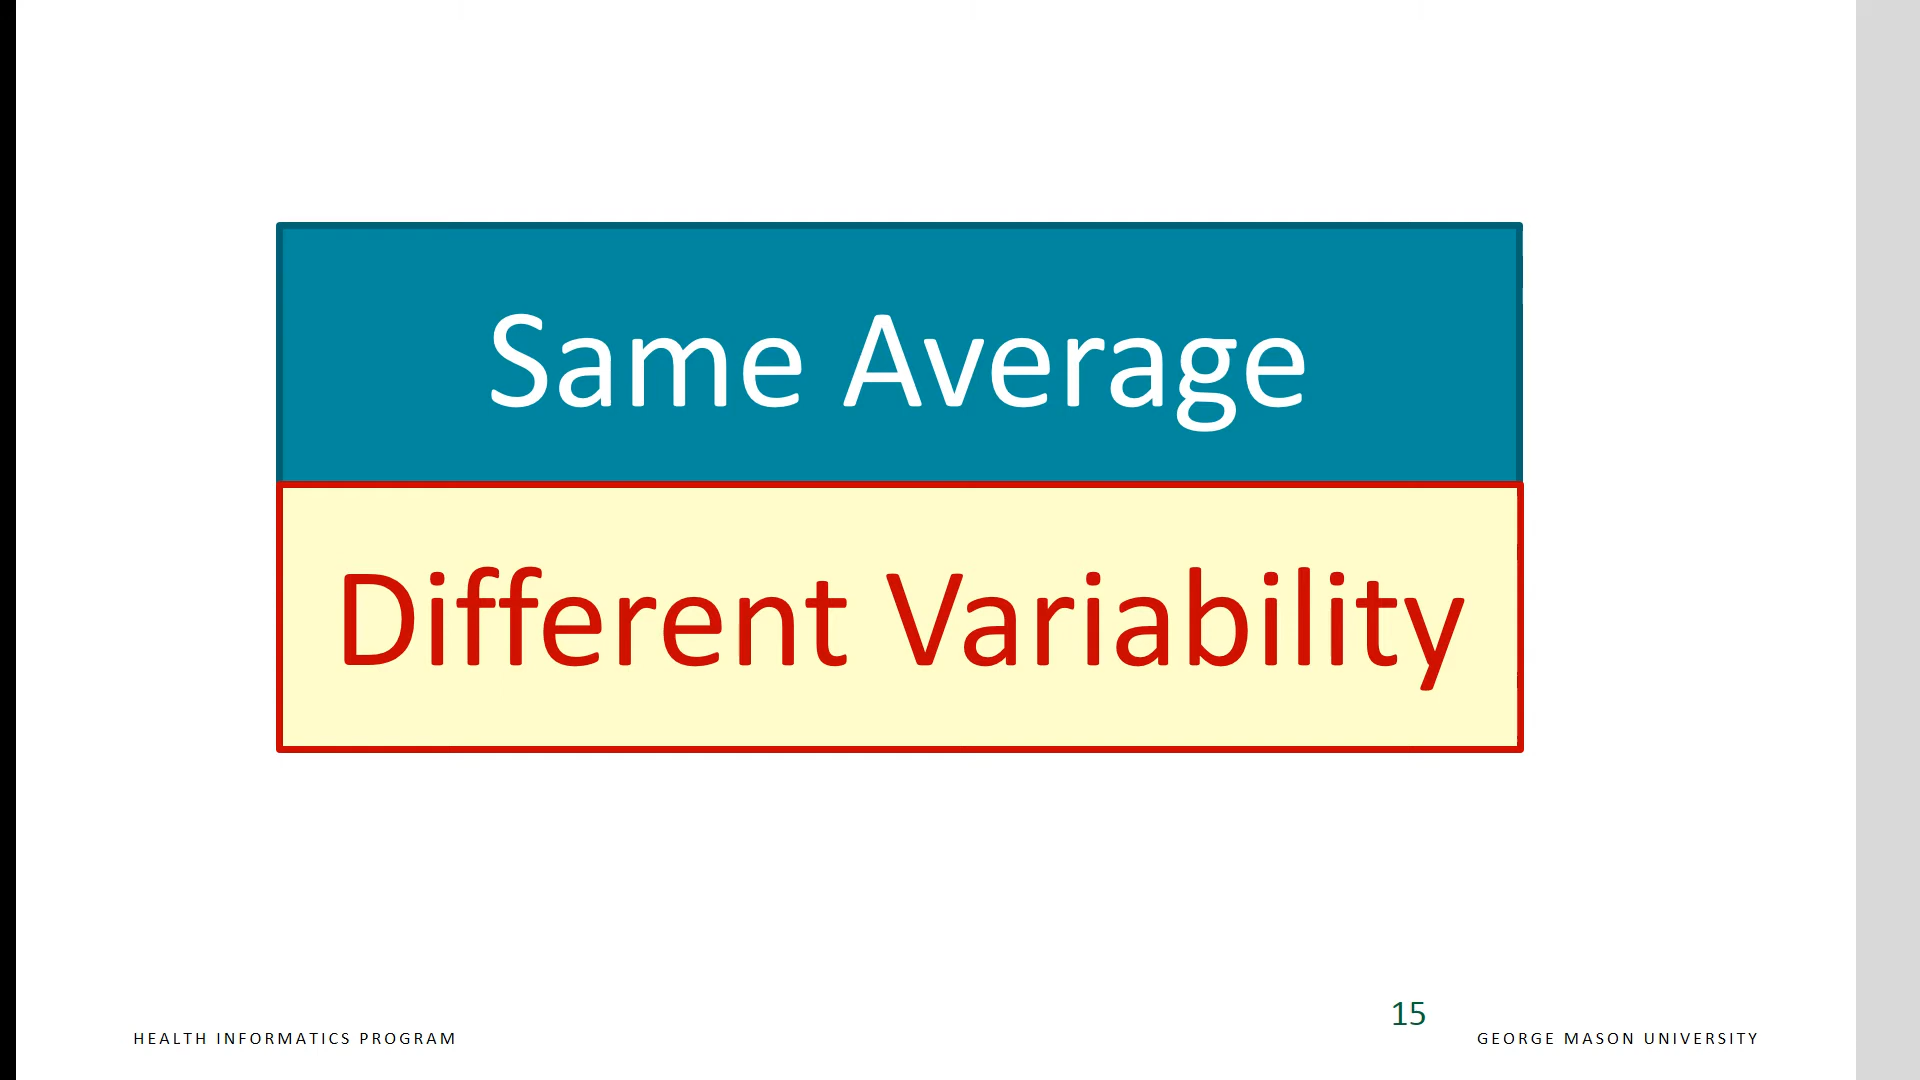 Same Average
Different Variability
15
HEALTH INFORMATICS PROGRAM
GEORGE MASON UNIVERSITY